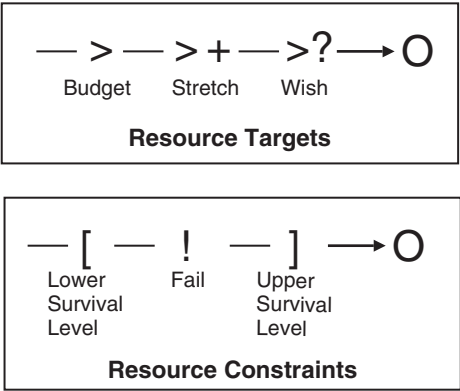 — > — > + — >? → O
Budget Stretch Wish
Resource Targets
— [ — ! — ] → O
Lower Fail Upper
Survival Survival
Level Level
Resource Constraints